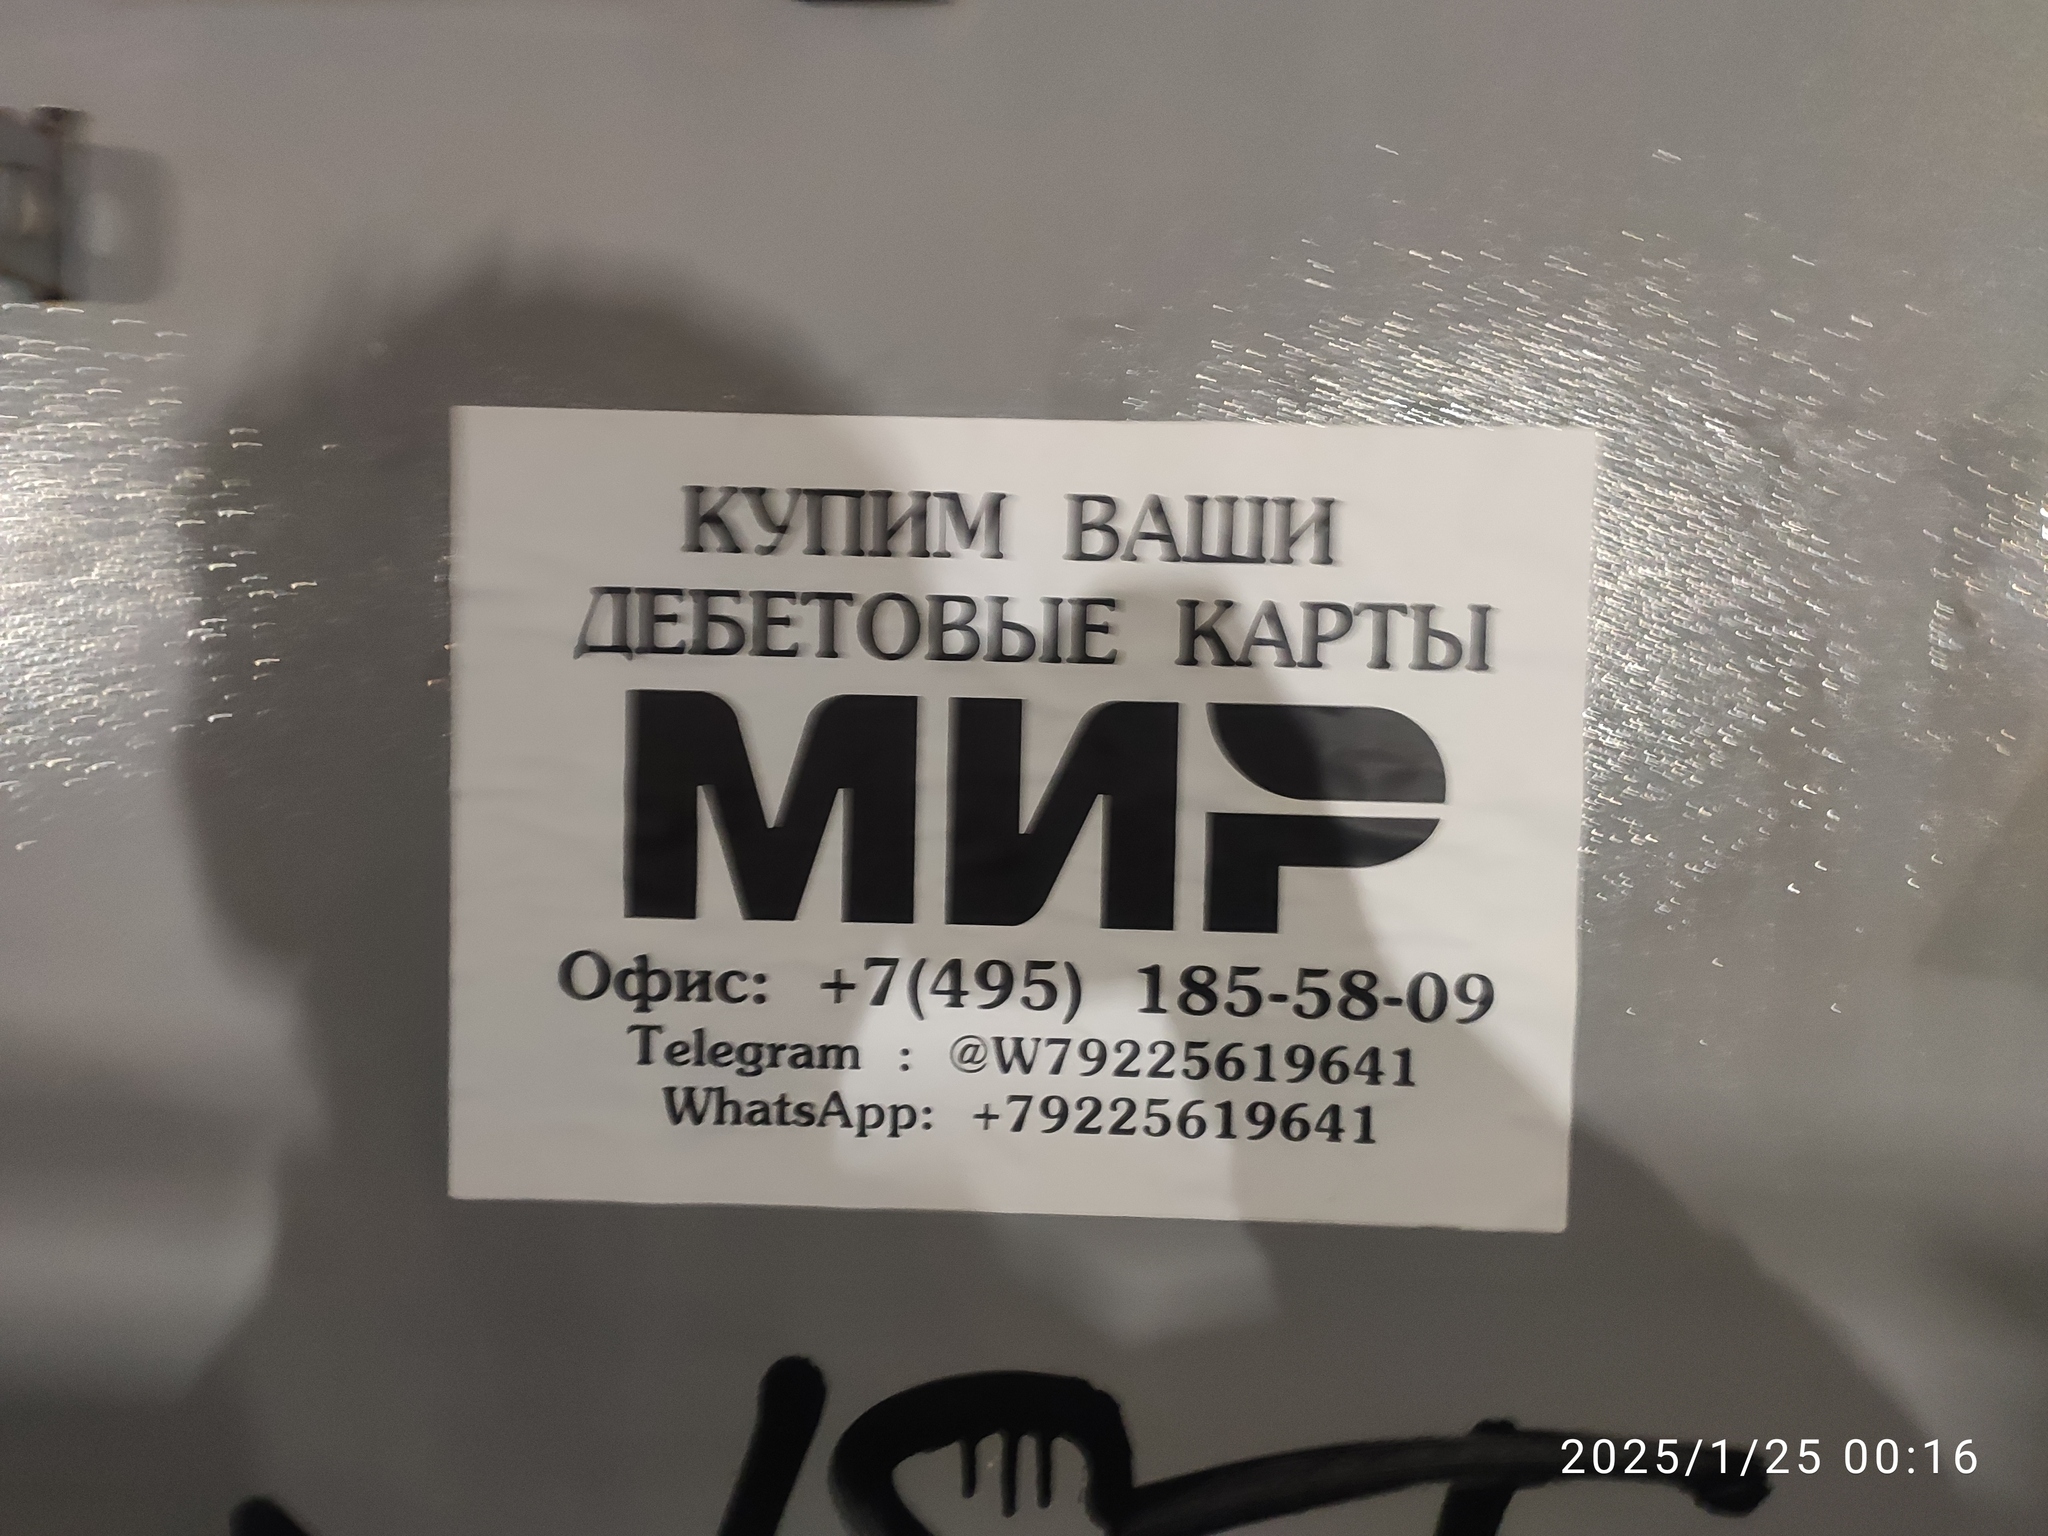 КУПИМ ВАШИ
ДЕБЕТОВЫЕ КАРТЫ
МИР
Офис: +7(495) 185-58-09
Telegram : @W79225619641
WhatsApp: +79225619641
2025/1/25 00:16